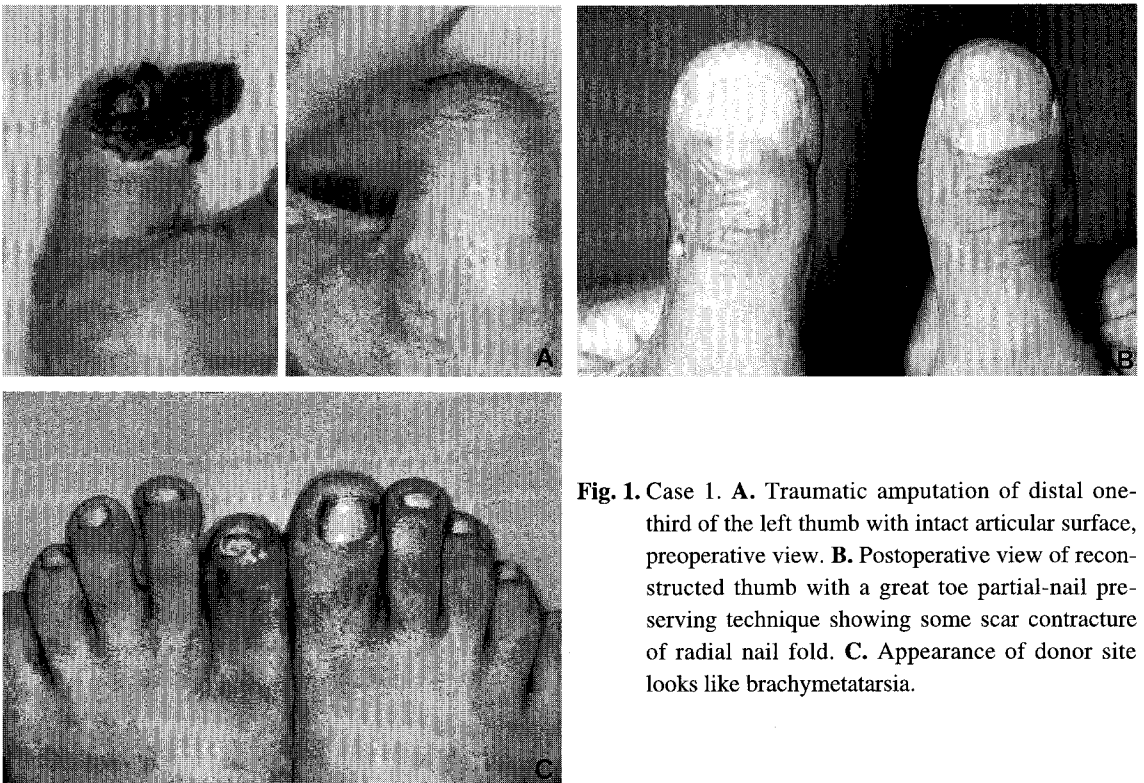 A
B
C
Fig. 1. Case 1. A. Traumatic amputation of distal one-
third of the left thumb with intact articular surface,
preoperative view. B. Postoperative view of recon-
structed thumb with a great toe partial-nail pre-
serving technique showing some scar contracture
of radial nail fold. C. Appearance of donor site
looks like brachymetatarsia.